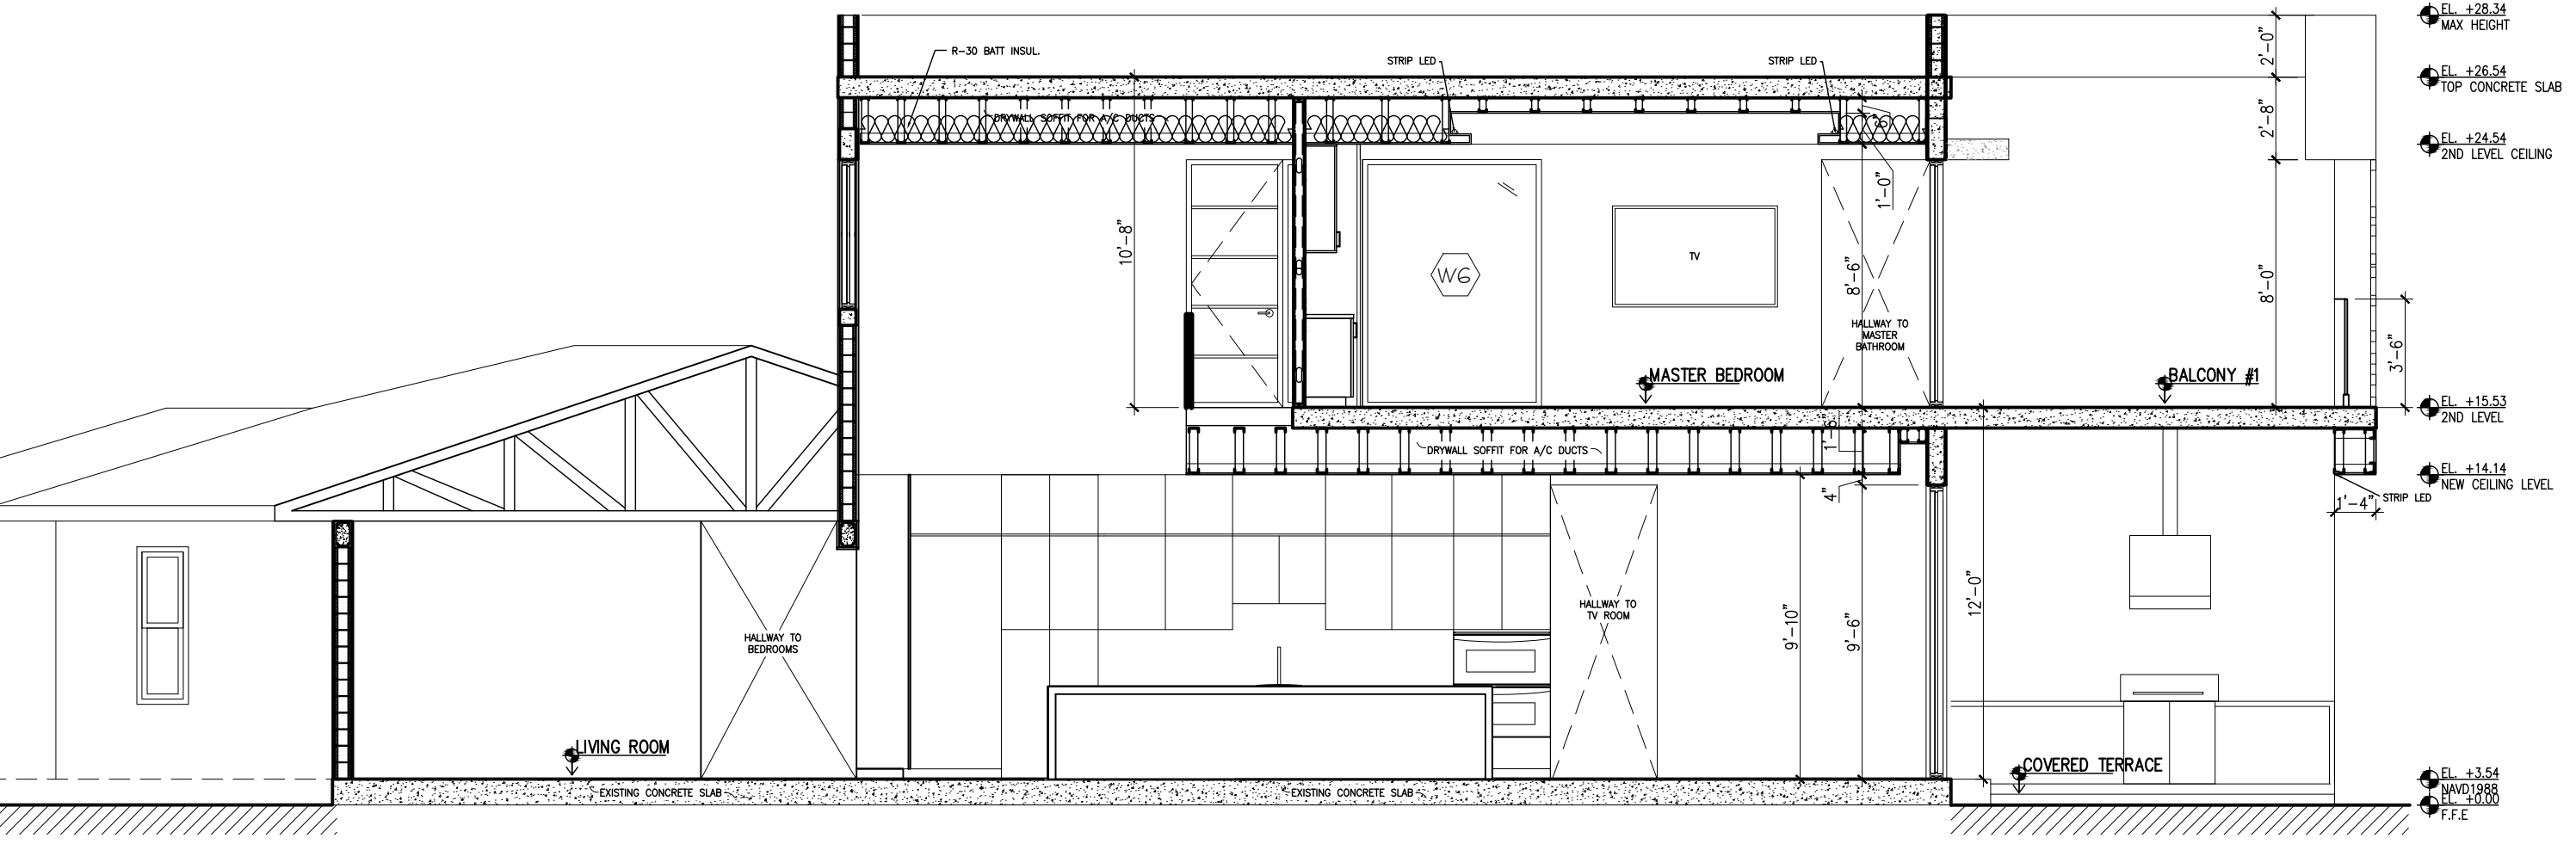 EL. +28.34
MAX HEIGHT
R-30 BATT INSUL.
STRIP LED
STRIP LED
2'-0"
EL. +26.54
TOP CONCRETE SLAB
DRYWALL SOFFIT FOR A/C DUCTS
6"
2'-8"
EL. +24.54
2ND LEVEL CEILING
1'-0"
10'-8"
W6
TV
8'-6"
8'-0"
HALLWAY TO
MASTER
BATHROOM
3'-6"
MASTER BEDROOM
BALCONY #1
EL. +15.53
2ND LEVEL
1'-6"
DRYWALL SOFFIT FOR A/C DUCTS
EL. +14.14
NEW CEILING LEVEL
4"
1'-4"
STRIP LED
HALLWAY TO
BEDROOMS
HALLWAY TO
TV ROOM
9'-10"
9'-6"
12'-0"
LIVING ROOM
COVERED TERRACE
EXISTING CONCRETE SLAB
EXISTING CONCRETE SLAB
EL. +3.54
NAVD1988
EL. +0.00
F.F.E